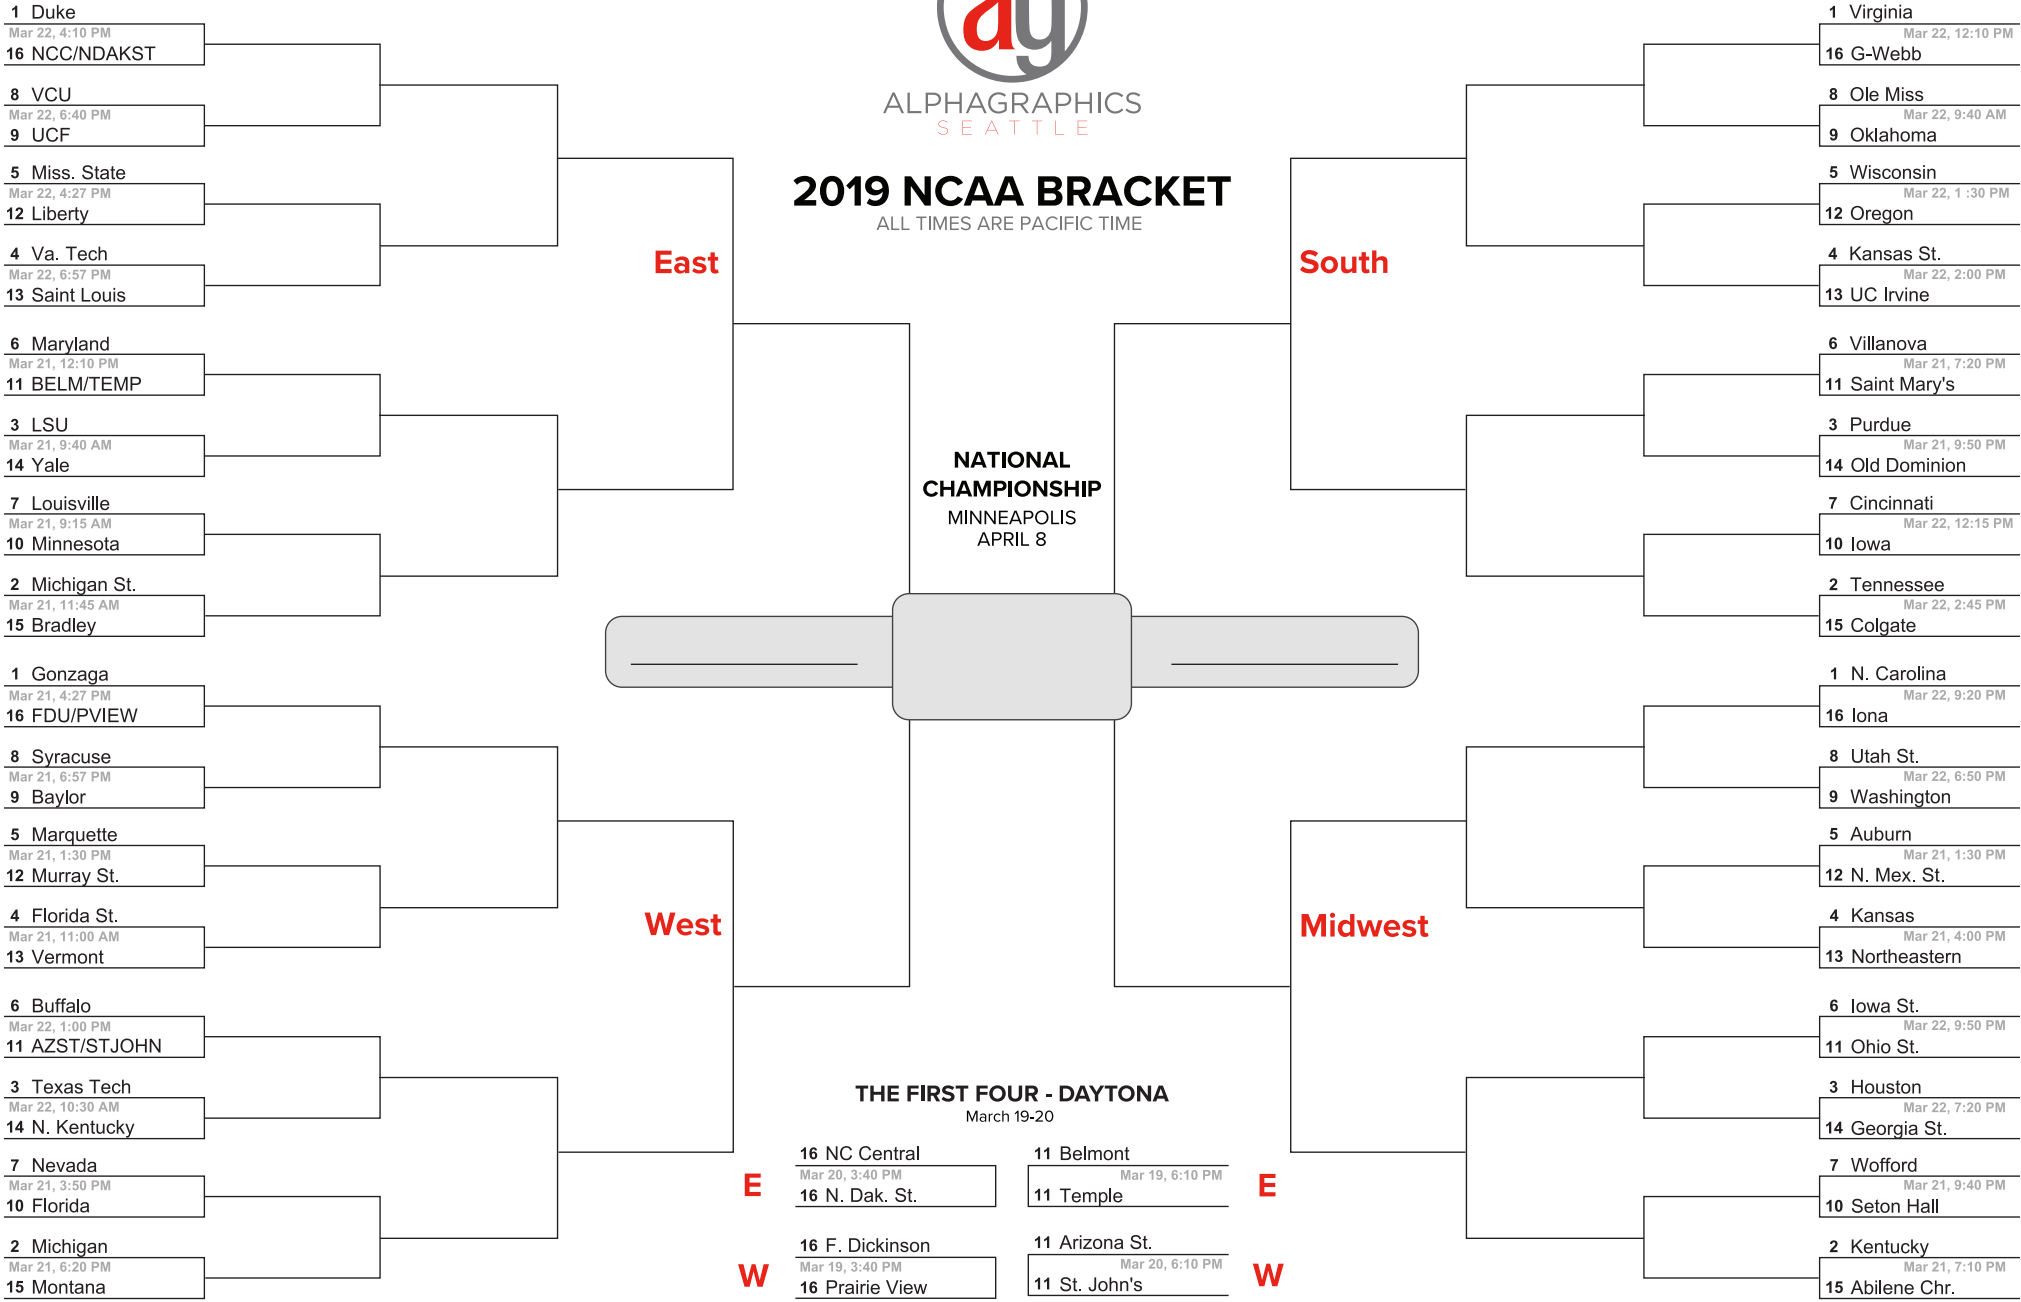 ay
ALPHAGRAPHICS
SEATTLE
2019 NCAA BRACKET
ALL TIMES ARE PACIFIC TIME
East
1 Duke
Mar 22, 4:10 PM
16 NCC/NDAKST
8 VCU
Mar 22, 6:40 PM
9 UCF
5 Miss. State
Mar 22, 4:27 PM
12 Liberty
4 Va. Tech
Mar 22, 6:57 PM
13 Saint Louis
6 Maryland
Mar 21, 12:10 PM
11 BELM/TEMP
3 LSU
Mar 21, 9:40 AM
14 Yale
7 Louisville
Mar 21, 9:15 AM
10 Minnesota
2 Michigan St.
Mar 21, 11:45 AM
15 Bradley
West
1 Gonzaga
Mar 21, 4:27 PM
16 FDU/PVIEW
8 Syracuse
Mar 21, 6:57 PM
9 Baylor
5 Marquette
Mar 21, 1:30 PM
12 Murray St.
4 Florida St.
Mar 21, 11:00 AM
13 Vermont
6 Buffalo
Mar 22, 1:00 PM
11 AZST/STJOHN
3 Texas Tech
Mar 22, 10:30 AM
14 N. Kentucky
7 Nevada
Mar 21, 3:50 PM
10 Florida
2 Michigan
Mar 21, 6:20 PM
15 Montana
NATIONAL
CHAMPIONSHIP
MINNEAPOLIS
APRIL 8
South
1 Virginia
Mar 22, 12:10 PM
16 G-Webb
8 Ole Miss
Mar 22, 9:40 AM
9 Oklahoma
5 Wisconsin
Mar 22, 1 :30 PM
12 Oregon
4 Kansas St.
Mar 22, 2:00 PM
13 UC Irvine
6 Villanova
Mar 21, 7:20 PM
11 Saint Mary's
3 Purdue
Mar 21, 9:50 PM
14 Old Dominion
7 Cincinnati
Mar 22, 12:15 PM
10 Iowa
2 Tennessee
Mar 22, 2:45 PM
15 Colgate
Midwest
1 N. Carolina
Mar 22, 9:20 PM
16 Iona
8 Utah St.
Mar 22, 6:50 PM
9 Washington
5 Auburn
Mar 21, 1:30 PM
12 N. Mex. St.
4 Kansas
Mar 21, 4:00 PM
13 Northeastern
6 Iowa St.
Mar 22, 9:50 PM
11 Ohio St.
3 Houston
Mar 22, 7:20 PM
14 Georgia St.
7 Wofford
Mar 21, 9:40 PM
10 Seton Hall
2 Kentucky
Mar 21, 7:10 PM
15 Abilene Chr.
THE FIRST FOUR - DAYTONA
March 19-20
E
16 NC Central
Mar 20, 3:40 PM
16 N. Dak. St.
11 Belmont
Mar 19, 6:10 PM
11 Temple
E
W
16 F. Dickinson
Mar 19, 3:40 PM
16 Prairie View
11 Arizona St.
Mar 20, 6:10 PM
11 St. John's
W